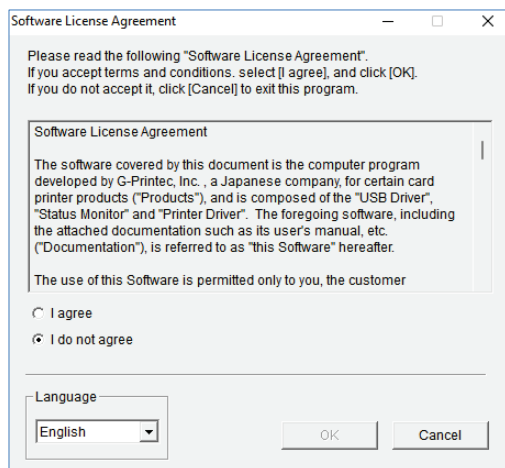 Software License Agreement
Please read the following "Software License Agreement".
If you accept terms and conditions. select [I agree], and click [OK].
If you do not accept it, click [Cancel] to exit this program.
Software License Agreement
The software covered by this document is the computer program
developed by G-Printec, Inc. , a Japanese company, for certain card
printer products ("Products"), and is composed of the "USB Driver",
"Status Monitor" and "Printer Driver".  The foregoing software, including
the attached documentation such as its user's manual, etc.
("Documentation"), is referred to as "this Software" hereafter.
The use of this Software is permitted only to you, the customer
I agree
I do not agree
Language
English
OK
Cancel